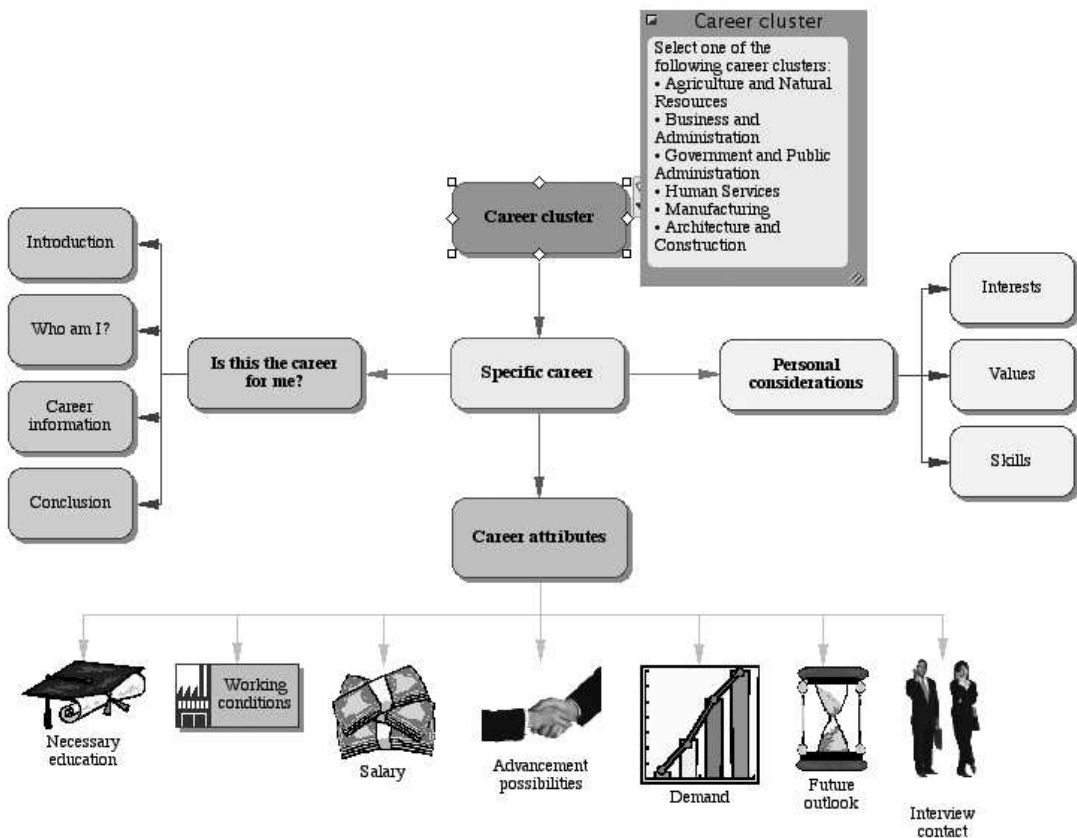 Career cluster
Select one of the
following career clusters:
• Agriculture and Natural
Resources
• Business and
Administration
• Government and Public
Administration
• Human Services
• Manufacturing
• Architecture and
Construction
Career cluster
Introduction
Who am I?
Career
information
Conclusion
Is this the career
for me?
Specific career
Personal
considerations
Interests
Values
Skills
Career attributes
Necessary
education
Working
conditions
Salary
Advancement
possibilities
Demand
Future
outlook
Interview
contact